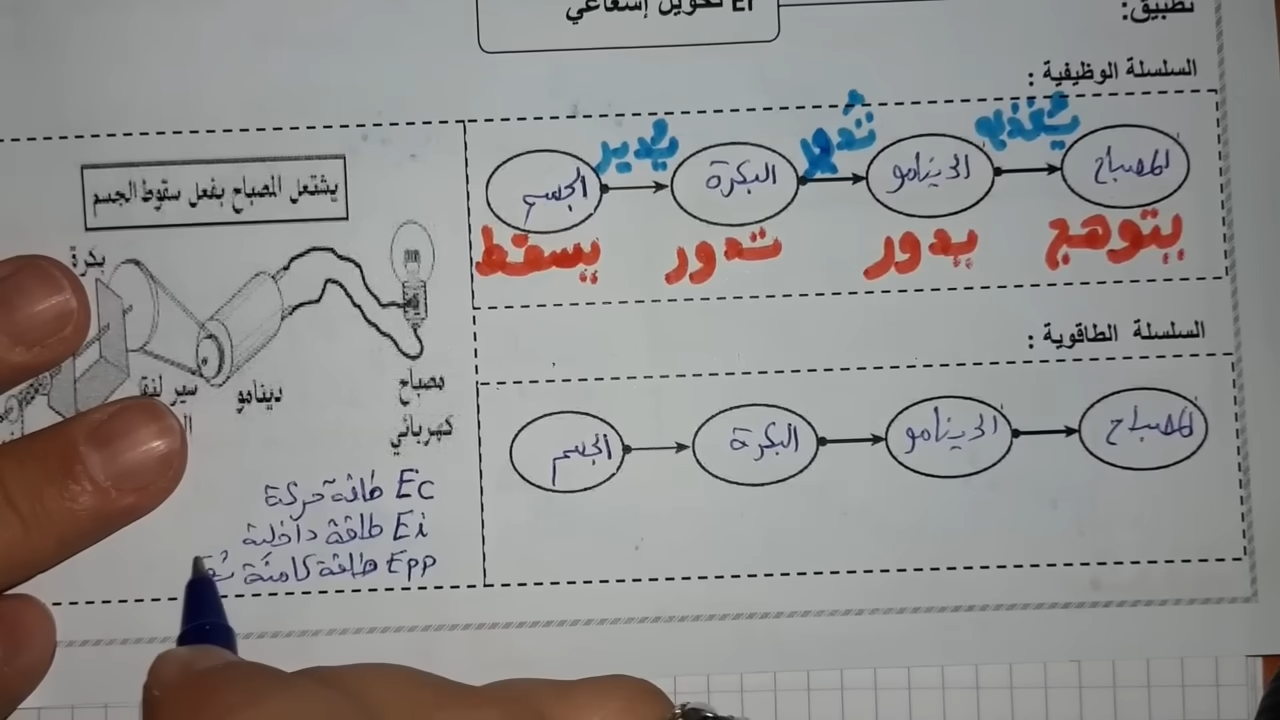 Er تحويل إشعاعي
تطبيق:
السلسلة الوظيفية :
يغذي تُدير يدير
المصباح الدينامو البكرة الجسم
يتوهج يدور تدور يسقط
يشتعل المصباح بفعل سقوط الجسم
بكرة
سير
دينامو
مصباح
كهربائي
السلسلة الطاقوية :
المصباح الدينامو البكرة الجسم
Ec طاقة حركية
Ei طاقة داخلية
Epp طاقة كامنة